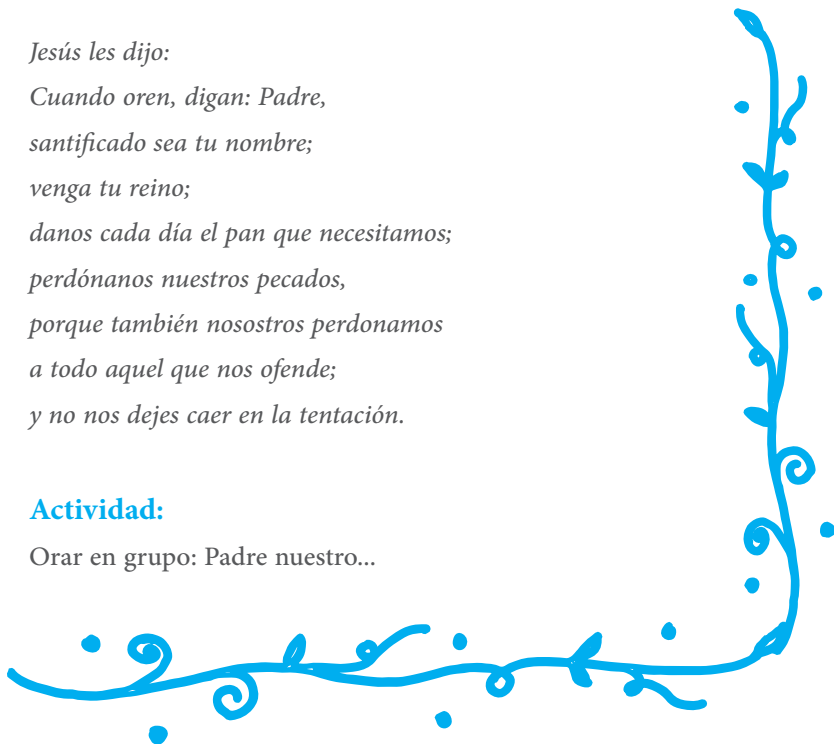 Jesús les dijo:
Cuando oren, digan: Padre,
santificado sea tu nombre;
venga tu reino;
danos cada día el pan que necesitamos;
perdónanos nuestros pecados,
porque también nosostros perdonamos
a todo aquel que nos ofende;
y no nos dejes caer en la tentación.
Actividad:
Orar en grupo: Padre nuestro...